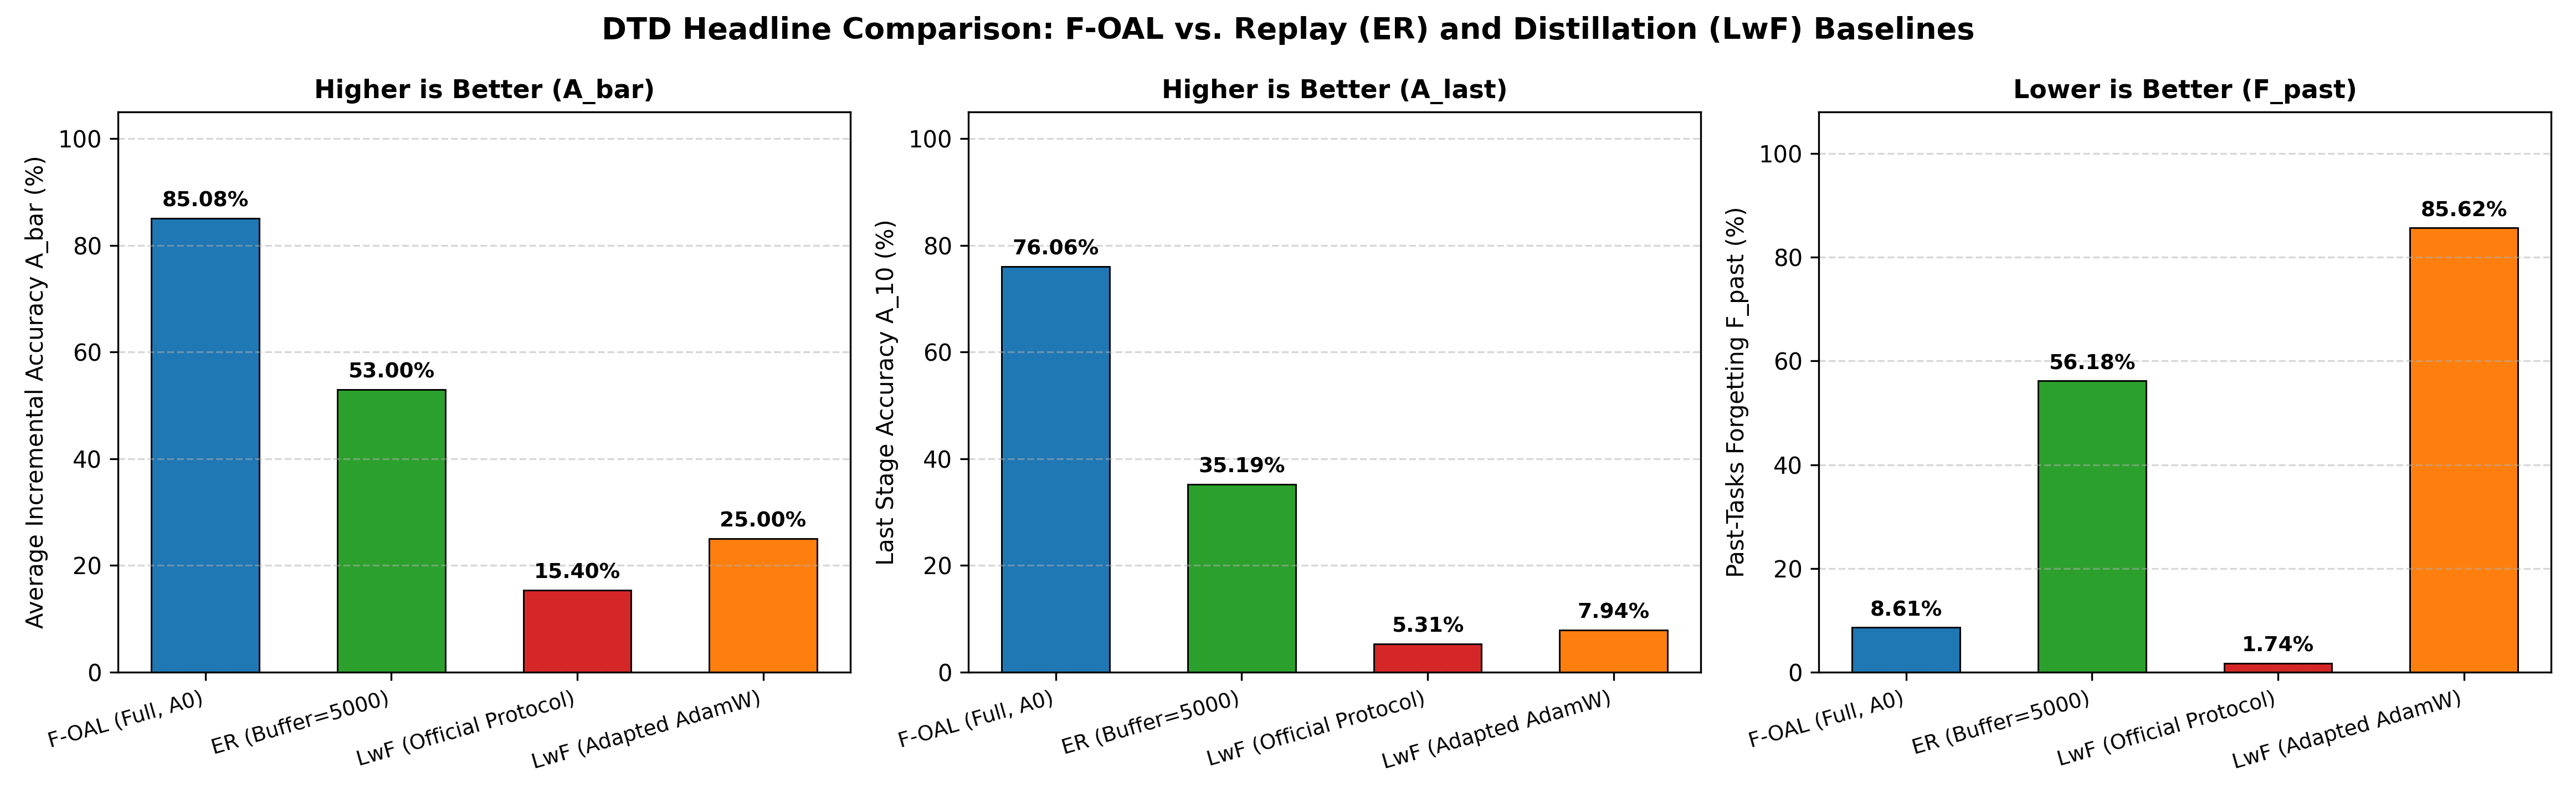 DTD Headline Comparison: F-OAL vs. Replay (ER) and Distillation (LwF) Baselines
Higher is Better (A_bar)
Average Incremental Accuracy A_bar (%)
100
80
60
40
20
0
85.08%
53.00%
15.40%
25.00%
F-OAL (Full, A0)
ER (Buffer=5000)
LwF (Official Protocol)
LwF (Adapted AdamW)
Higher is Better (A_last)
Last Stage Accuracy A_10 (%)
100
80
60
40
20
0
76.06%
35.19%
5.31%
7.94%
F-OAL (Full, A0)
ER (Buffer=5000)
LwF (Official Protocol)
LwF (Adapted AdamW)
Lower is Better (F_past)
Past-Tasks Forgetting F_past (%)
100
80
60
40
20
0
8.61%
56.18%
1.74%
85.62%
F-OAL (Full, A0)
ER (Buffer=5000)
LwF (Official Protocol)
LwF (Adapted AdamW)